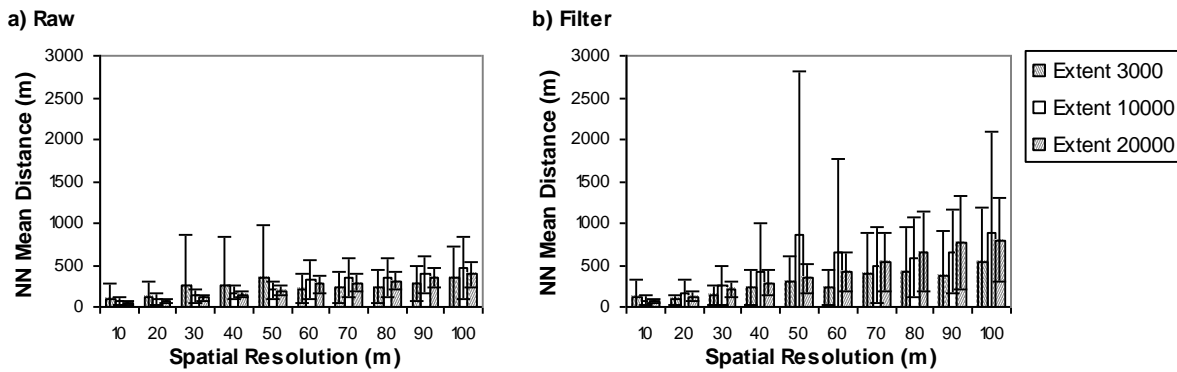 a) Raw
NN Mean Distance (m)
3000
2500
2000
1500
1000
500
0
10 20 30 40 50 60 70 80 90 100
Spatial Resolution (m)
b) Filter
NN Mean Distance (m)
3000
2500
2000
1500
1000
500
0
10 20 30 40 50 60 70 80 90 100
Spatial Resolution (m)
Extent 3000
Extent 10000
Extent 20000